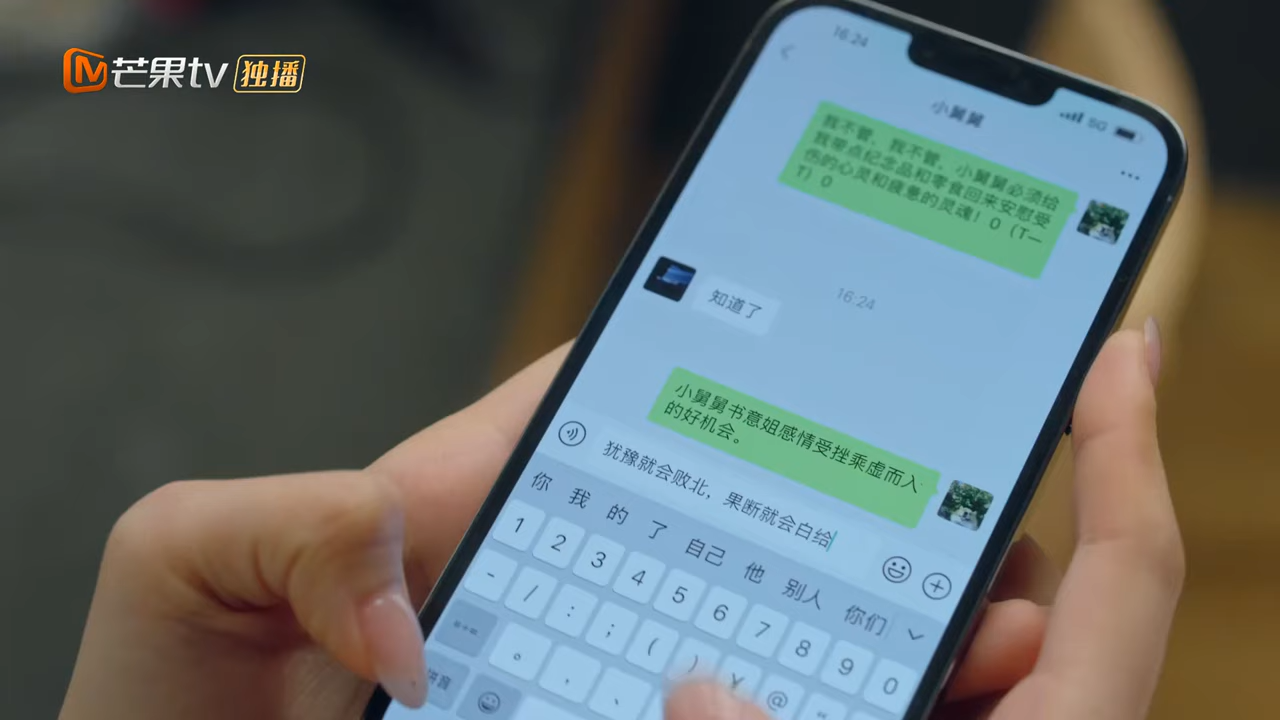 芒果tv 独播
16:24
5G
小舅舅
我不管，我不管，小舅舅必须给
我带点纪念品和零食回来安慰受
伤的心灵和疲惫的灵魂！0（T—
T）0
16:24
知道了
小舅舅书意姐感情受挫乘虚而入
的好机会。
犹豫就会败北，果断就会白给
你 我 的 了 自己 他 别人 你们
1 2 3 4 5 6 7 8 9 0
- / : ; ( ) ¥ @ “
。 , 、
拼音